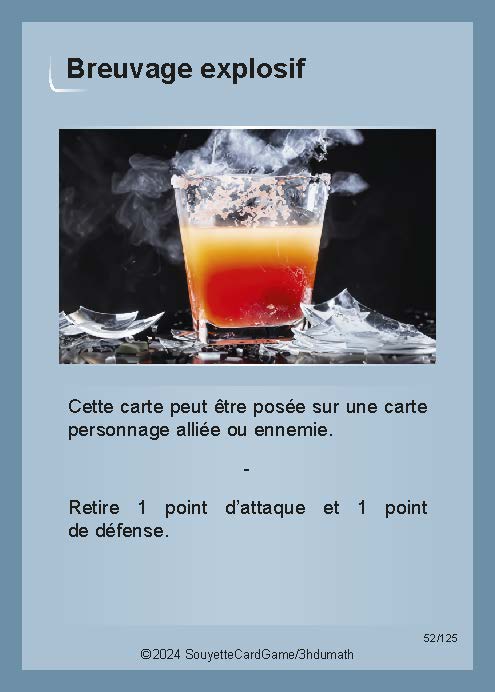 Breuvage explosif
Cette carte peut être posée sur une carte
personnage alliée ou ennemie.
-
Retire 1 point d’attaque et 1 point
de défense.
52/125
©2024 SouyetteCardGame/3hdumath